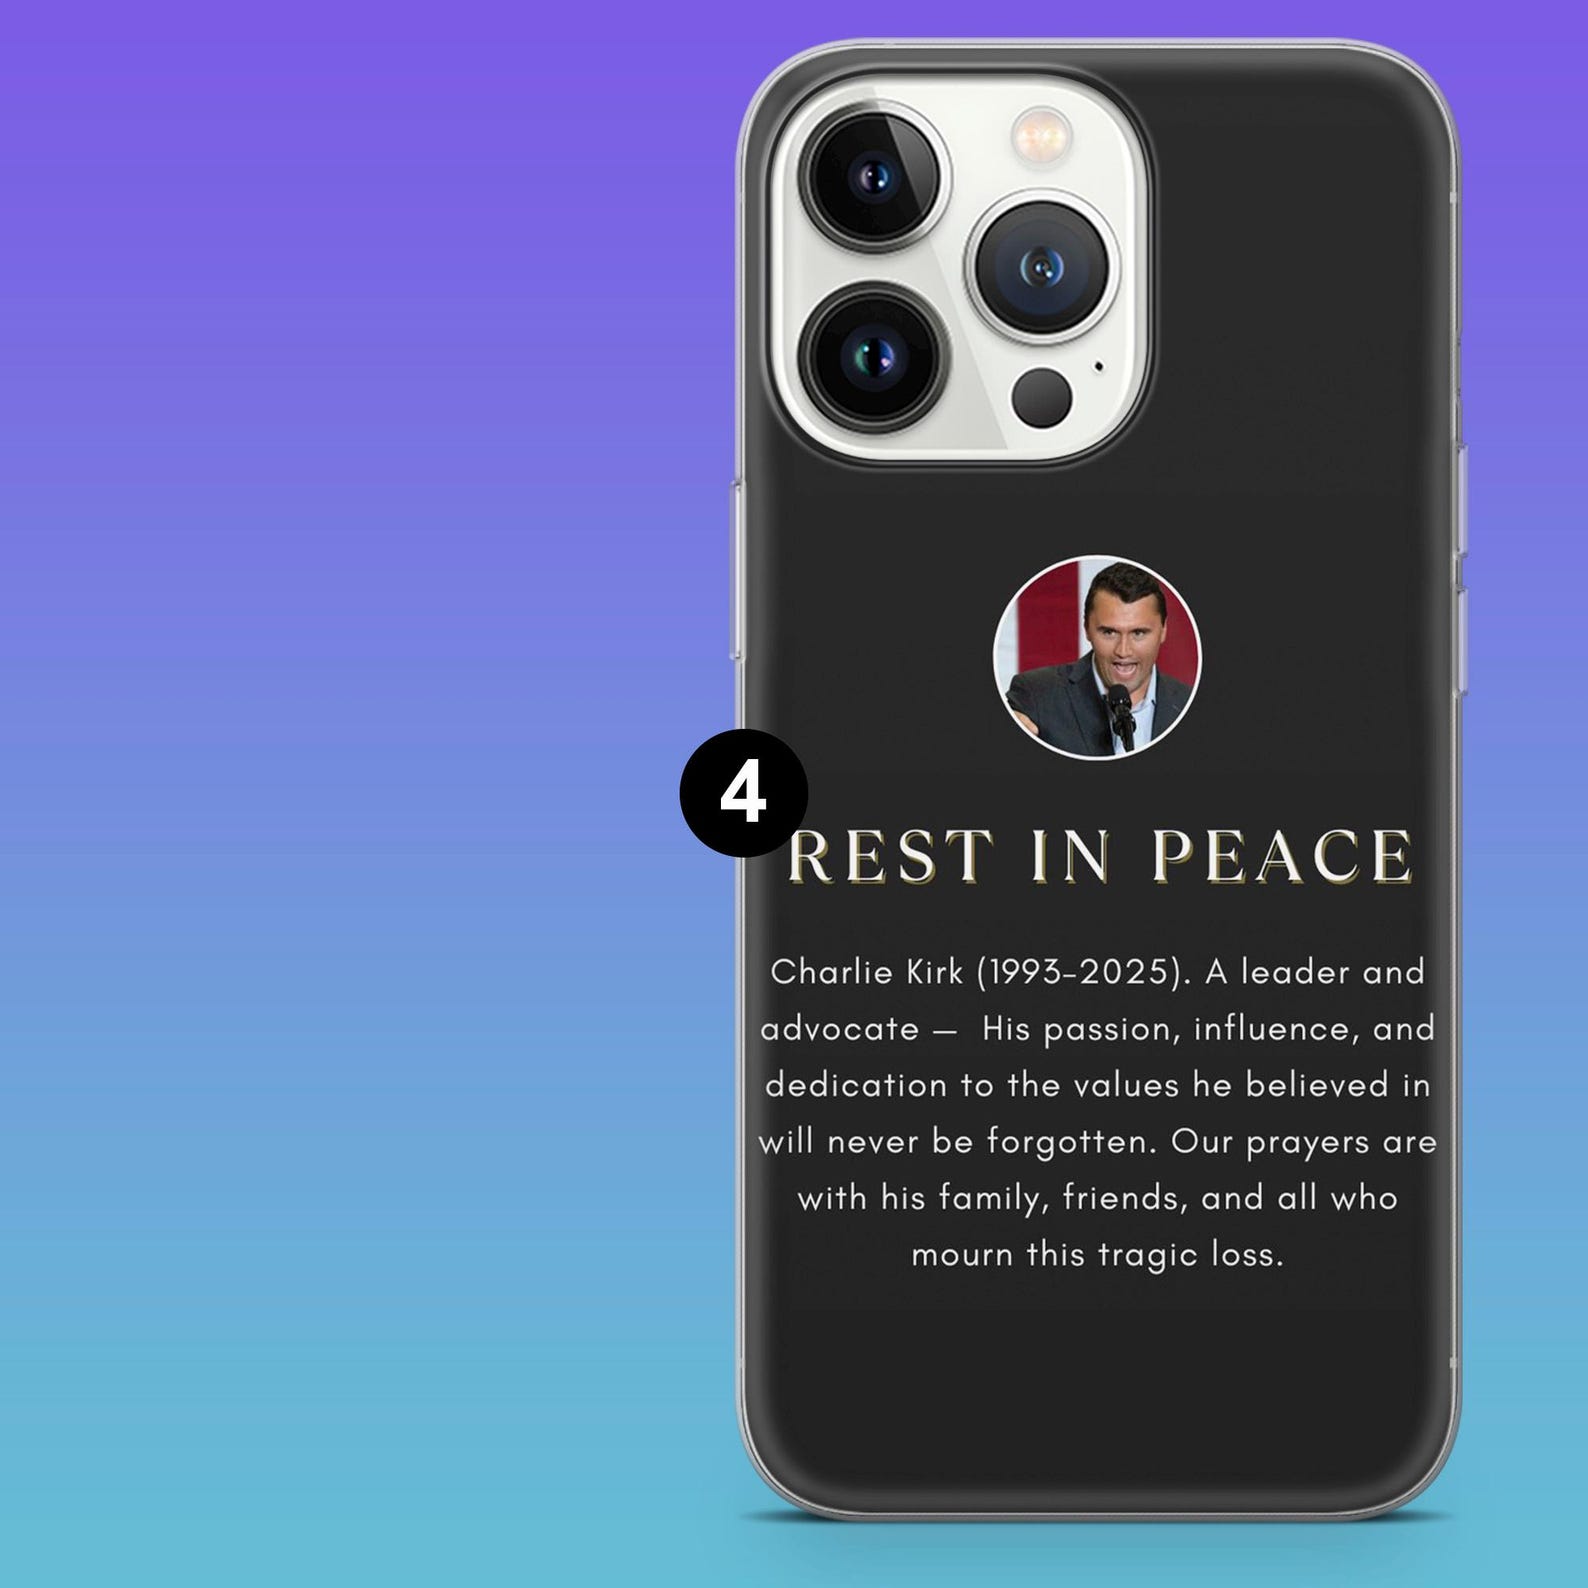 4
REST IN PEACE
Charlie Kirk (1993-2025). A leader and
advocate —  His passion, influence, and
dedication to the values he believed in
will never be forgotten. Our prayers are
with his family, friends, and all who
mourn this tragic loss.